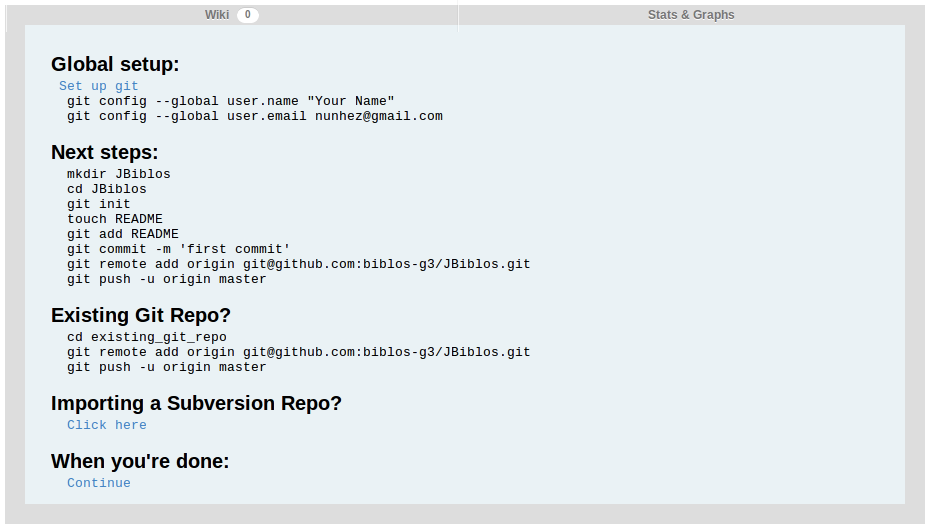 Wiki 0 Stats & Graphs
Global setup:
Set up git
git config --global user.name "Your Name"
git config --global user.email nunhez@gmail.com
Next steps:
mkdir JBiblos
cd JBiblos
git init
touch README
git add README
git commit -m 'first commit'
git remote add origin git@github.com:biblos-g3/JBiblos.git
git push -u origin master
Existing Git Repo?
cd existing_git_repo
git remote add origin git@github.com:biblos-g3/JBiblos.git
git push -u origin master
Importing a Subversion Repo?
Click here
When you're done:
Continue